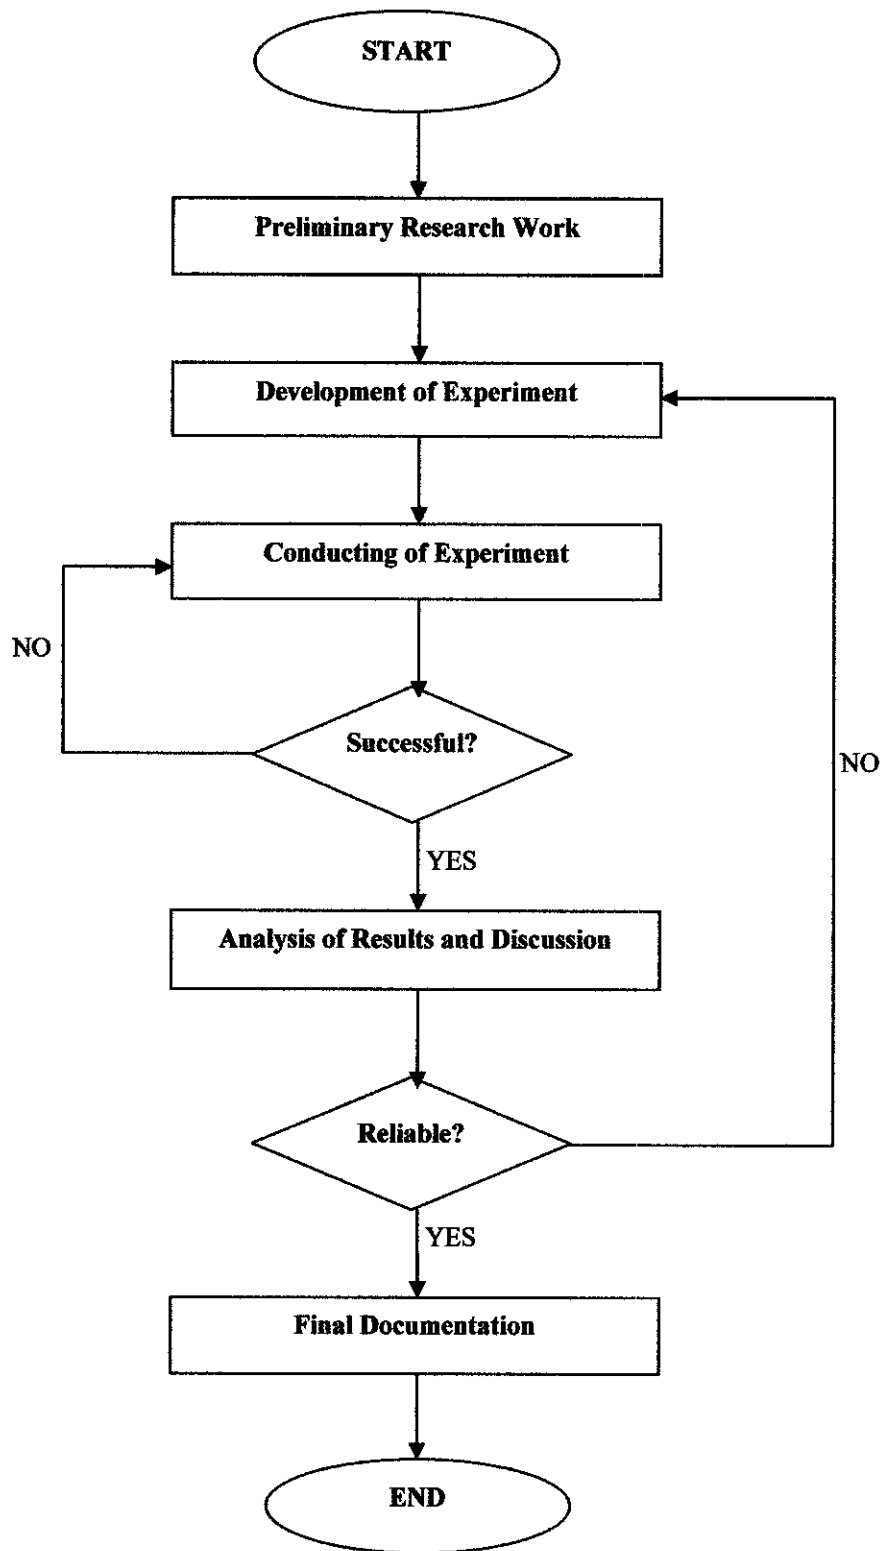 START
Preliminary Research Work
Development of Experiment
Conducting of Experiment
NO
Successful?
NO
YES
Analysis of Results and Discussion
Reliable?
YES
Final Documentation
END